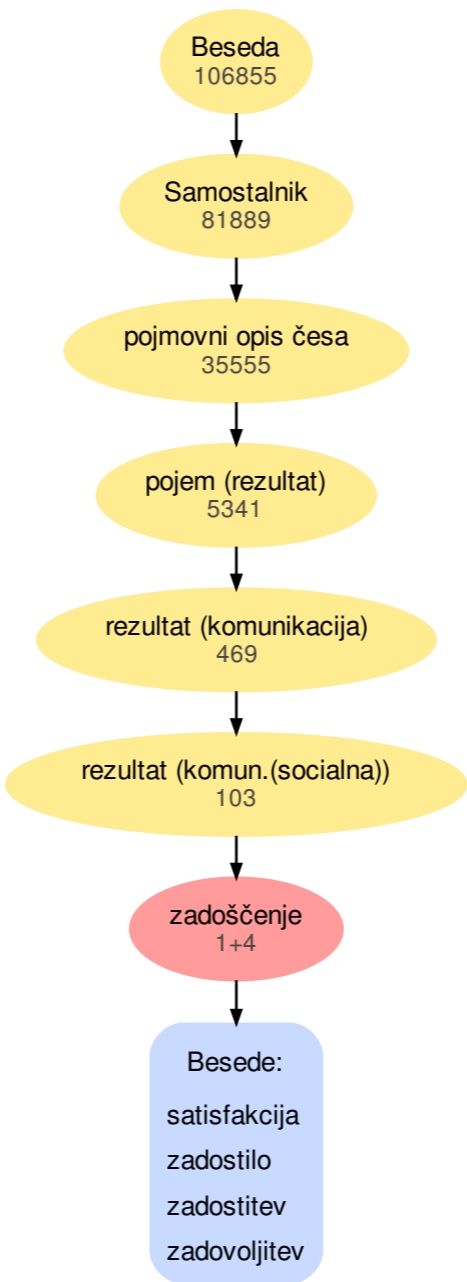 Beseda
106855
Samostalnik
81889
pojmovni opis česa
35555
pojem (rezultat)
5341
rezultat (komunikacija)
469
rezultat (komun.(socialna))
103
zadoščenje
1+4
Besede:
satisfakcija
zadostilo
zadostitev
zadovoljitev